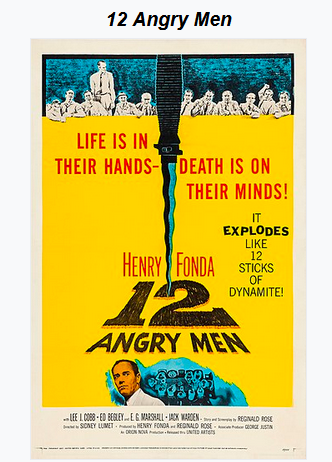 12 Angry Men
LIFE IS IN
THEIR HANDS-DEATH IS ON
THEIR MINDS!
IT
EXPLODES
LIKE
12
STICKS
OF
DYNAMITE!
HENRY FONDA
12
ANGRY MEN
with LEE J. COBB · ED BEGLEY and E. G. MARSHALL · JACK WARDEN · Story and Screenplay by REGINALD ROSE
Directed by SIDNEY LUMET · Produced by HENRY FONDA and REGINALD ROSE · Associate Producer GEORGE JUSTIN
An ORION NOVA Production · Released thru UNITED ARTISTS